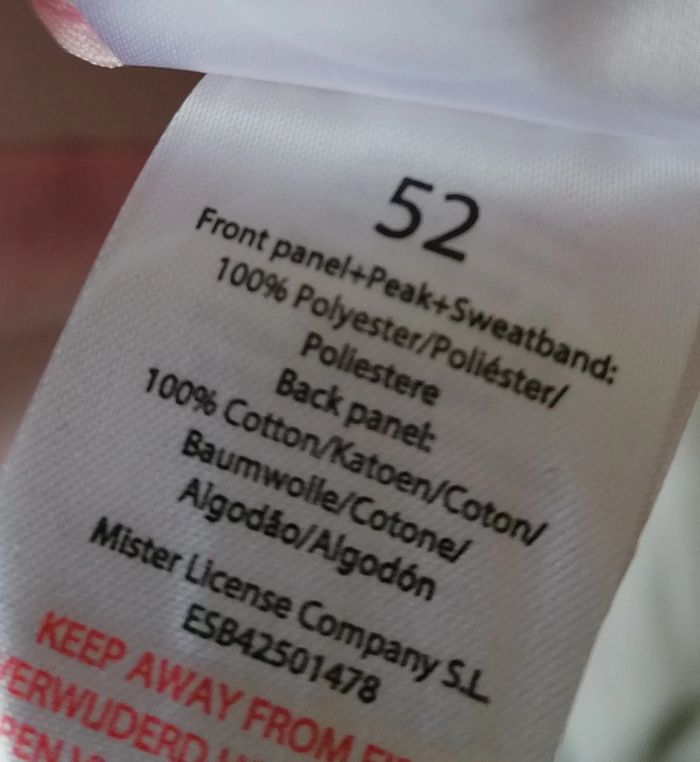 52
Front panel+Peak+Sweatband:
100% Polyester/Poliéster/
Poliestere
Back panel:
100% Cotton/Katoen/Coton/
Baumwolle/Cotone/
Algodão/Algodón
Mister License Company S.L
ESB42501478
KEEP AWAY FROM